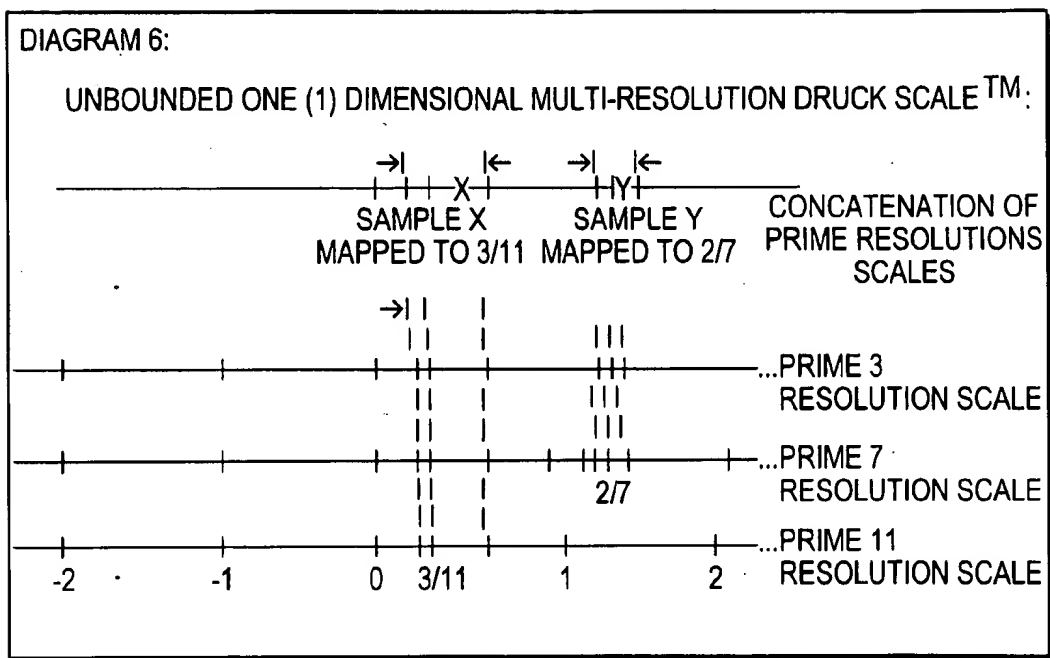 DIAGRAM 6:
UNBOUNDED ONE (1) DIMENSIONAL MULTI-RESOLUTION DRUCK SCALE™:
X
Y
SAMPLE X
MAPPED TO 3/11
SAMPLE Y
MAPPED TO 2/7
CONCATENATION OF
PRIME RESOLUTIONS
SCALES
...PRIME 3
RESOLUTION SCALE
...PRIME 7
RESOLUTION SCALE
2/7
...PRIME 11
RESOLUTION SCALE
-2 -1 0 3/11 1 2